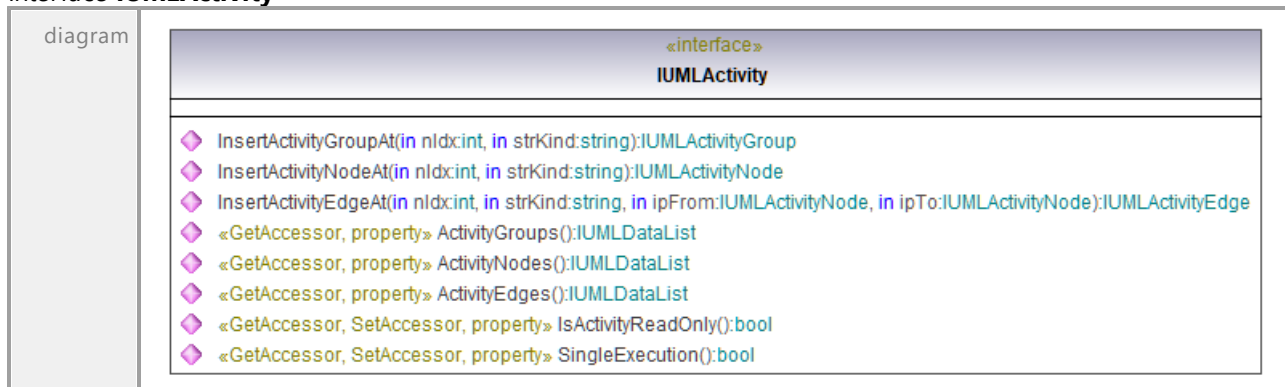 interface IUMLActivity
diagram
«interface»
IUMLActivity
InsertActivityGroupAt(in nIdx:int, in strKind:string):IUMLActivityGroup
InsertActivityNodeAt(in nIdx:int, in strKind:string):IUMLActivityNode
InsertActivityEdgeAt(in nIdx:int, in strKind:string, in ipFrom:IUMLActivityNode, in ipTo:IUMLActivityNode):IUMLActivityEdge
«GetAccessor, property» ActivityGroups():IUMLDataList
«GetAccessor, property» ActivityNodes():IUMLDataList
«GetAccessor, property» ActivityEdges():IUMLDataList
«GetAccessor, SetAccessor, property» IsActivityReadOnly():bool
«GetAccessor, SetAccessor, property» SingleExecution():bool